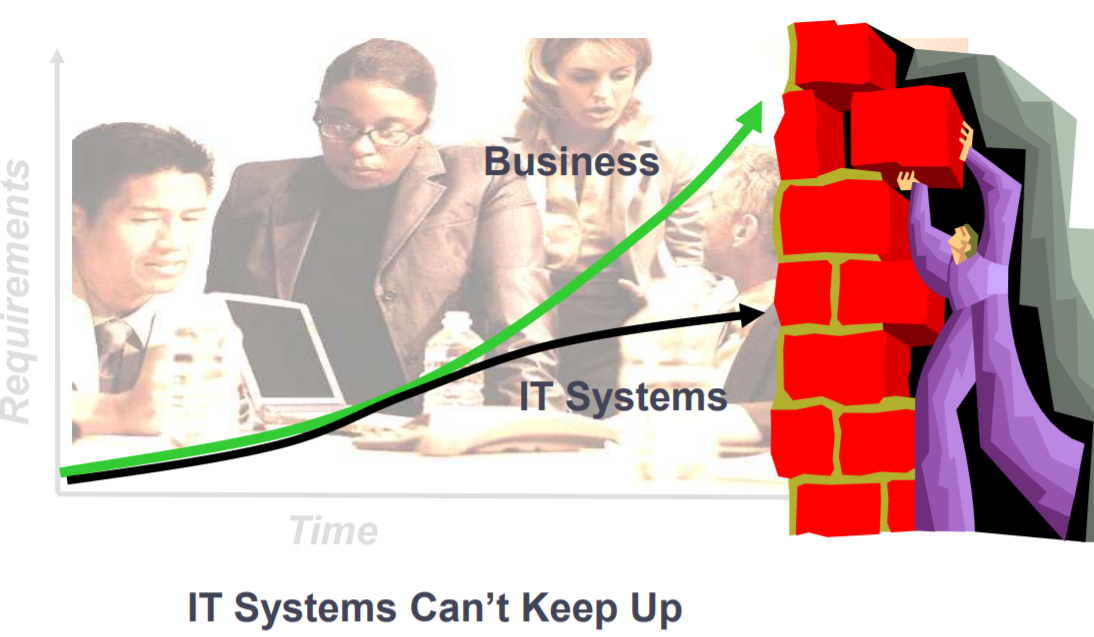 Requirements
Business
IT Systems
Time
IT Systems Can't Keep Up